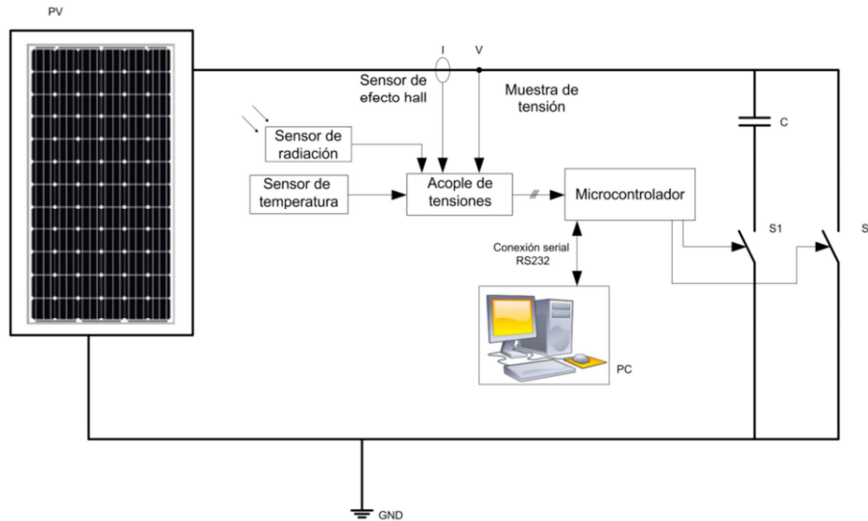 PV
I
V
Sensor de
efecto hall
Muestra de
tensión
Sensor de
radiación
C
Sensor de
temperatura
Acople de
tensiones
Microcontrolador
S1
S
Conexión serial
RS232
PC
GND